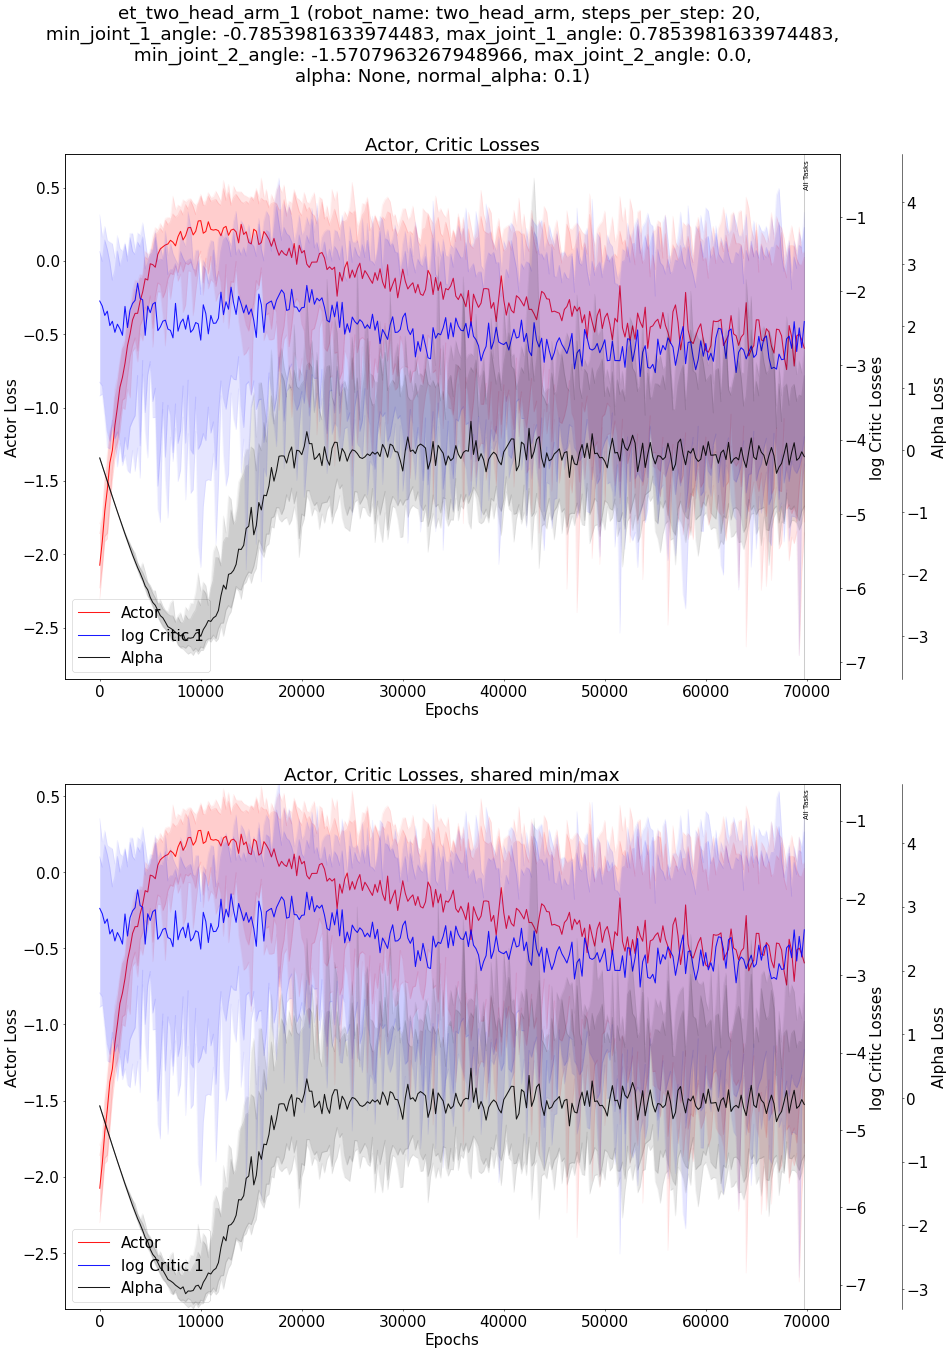 et_two_head_arm_1 (robot_name: two_head_arm, steps_per_step: 20,
min_joint_1_angle: -0.7853981633974483, max_joint_1_angle: 0.7853981633974483,
min_joint_2_angle: -1.5707963267948966, max_joint_2_angle: 0.0,
alpha: None, normal_alpha: 0.1)
Actor, Critic Losses
All Tasks
0.5
0.0
−0.5
−1.0
−1.5
−2.0
−2.5
Actor Loss
−1
−2
−3
−4
−5
−6
−7
log Critic Losses
4
3
2
1
0
−1
−2
−3
Alpha Loss
Actor
log Critic 1
Alpha
0 10000 20000 30000 40000 50000 60000 70000
Epochs
Actor, Critic Losses, shared min/max
All Tasks
0.5
0.0
−0.5
−1.0
−1.5
−2.0
−2.5
Actor Loss
−1
−2
−3
−4
−5
−6
−7
log Critic Losses
4
3
2
1
0
−1
−2
−3
Alpha Loss
Actor
log Critic 1
Alpha
0 10000 20000 30000 40000 50000 60000 70000
Epochs